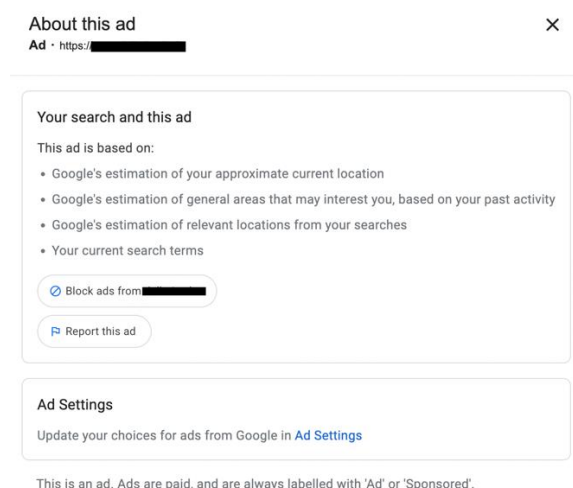 About this ad
Ad · https:/
Your search and this ad
This ad is based on:
• Google's estimation of your approximate current location
• Google's estimation of general areas that may interest you, based on your past activity
• Google's estimation of relevant locations from your searches
• Your current search terms
Block ads from
Report this ad
Ad Settings
Update your choices for ads from Google in Ad Settings
This is an ad. Ads are paid, and are always labelled with 'Ad' or 'Sponsored'.